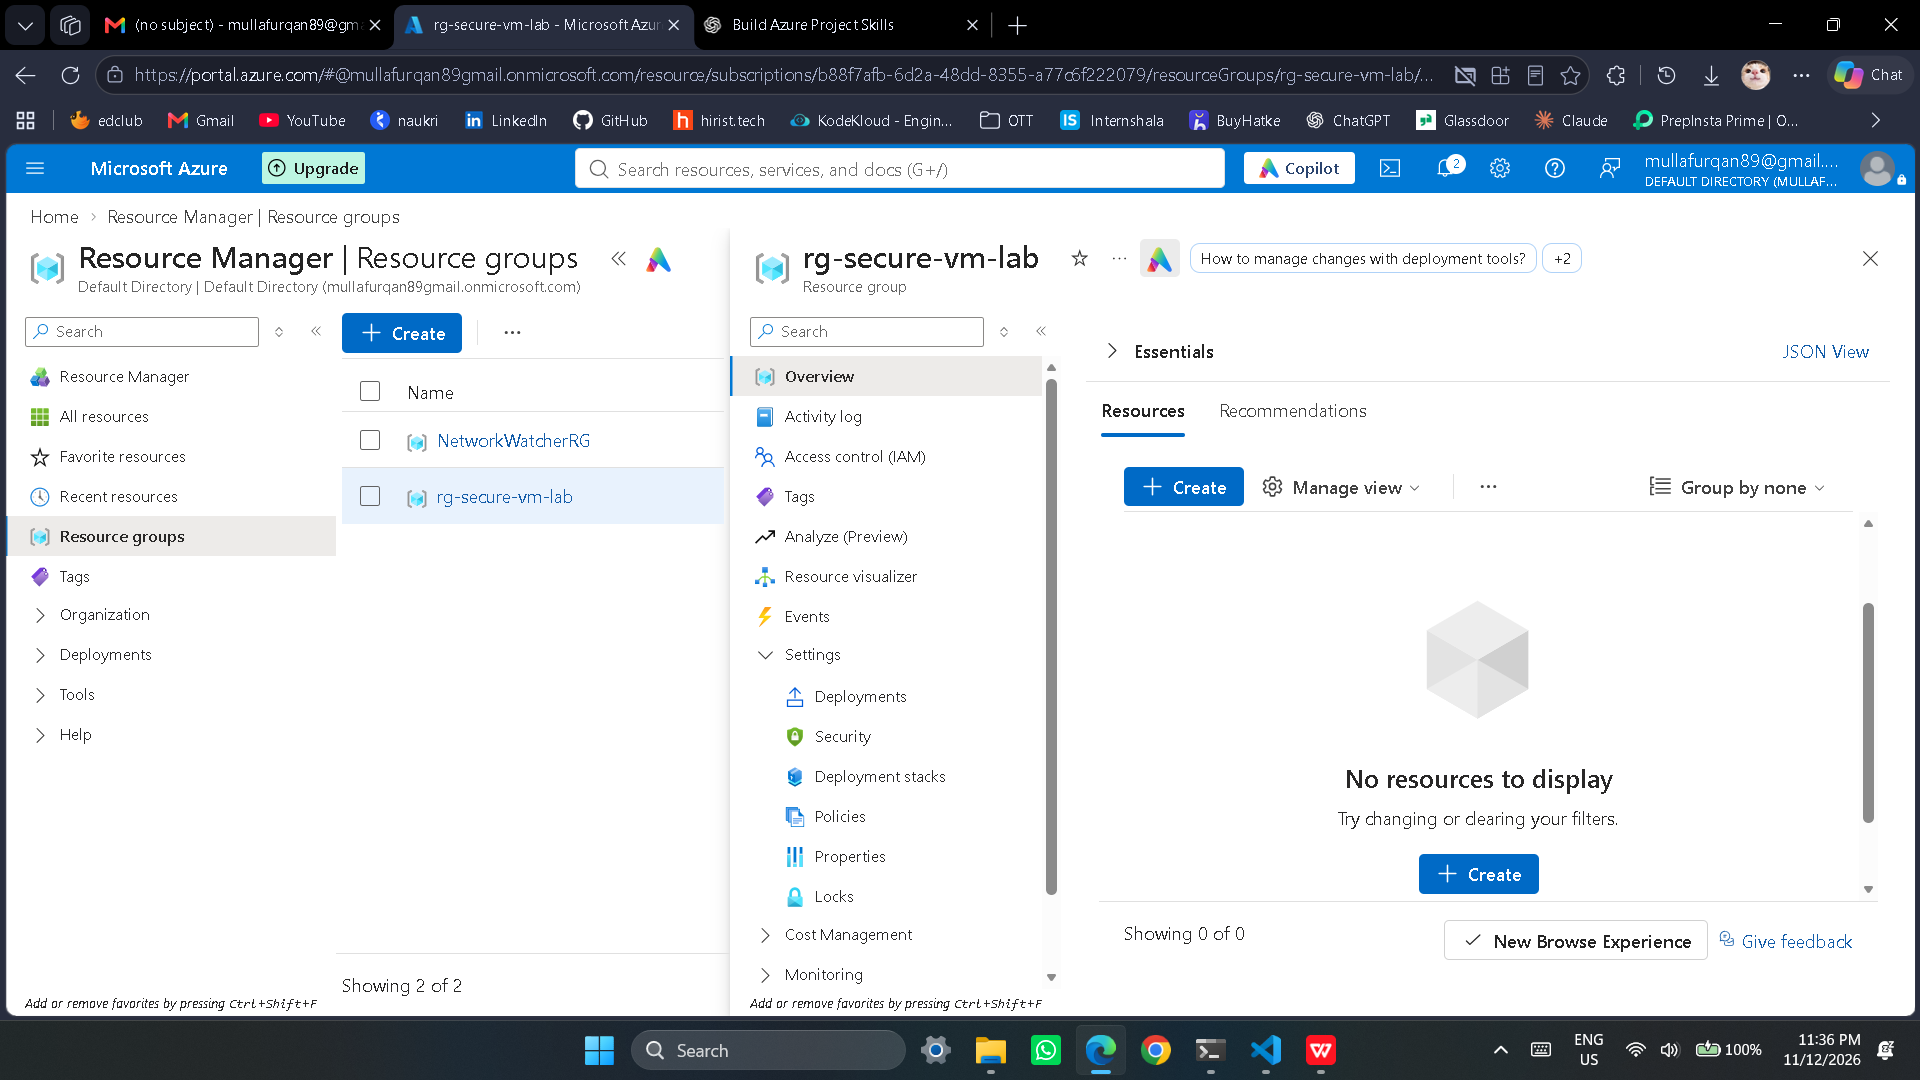 (no subject) - mullafurqan89@gm
rg-secure-vm-lab - Microsoft Azur
Build Azure Project Skills
https://portal.azure.com/#@mullafurqan89gmail.onmicrosoft.com/resource/subscriptions/b88f7afb-6d2a-48dd-8355-a77c6f222079/resourceGroups/rg-secure-vm-lab/...
Chat
edclub
Gmail
YouTube
naukri
LinkedIn
GitHub
hirist.tech
KodeKloud - Engin...
OTT
Internshala
BuyHatke
ChatGPT
Glassdoor
Claude
PrepInsta Prime | O...
Microsoft Azure
Upgrade
Search resources, services, and docs (G+/)
Copilot
2
mullafurqan89@gmail....
DEFAULT DIRECTORY (MULLAF...
Home > Resource Manager | Resource groups
Resource Manager | Resource groups
Default Directory | Default Directory (mullafurqan89gmail.onmicrosoft.com)
Search
Create
Resource Manager
All resources
Favorite resources
Recent resources
Resource groups
Tags
Organization
Deployments
Tools
Help
Add or remove favorites by pressing Ctrl+Shift+F
Name
NetworkWatcherRG
rg-secure-vm-lab
Showing 2 of 2
rg-secure-vm-lab
Resource group
How to manage changes with deployment tools?
+2
Search
Overview
Activity log
Access control (IAM)
Tags
Analyze (Preview)
Resource visualizer
Events
Settings
Deployments
Security
Deployment stacks
Policies
Properties
Locks
Cost Management
Monitoring
Add or remove favorites by pressing Ctrl+Shift+F
Essentials
JSON View
Resources
Recommendations
Create
Manage view
Group by none
No resources to display
Try changing or clearing your filters.
Create
Showing 0 of 0
New Browse Experience
Give feedback
Search
ENG
US
100%
11:36 PM
11/12/2026